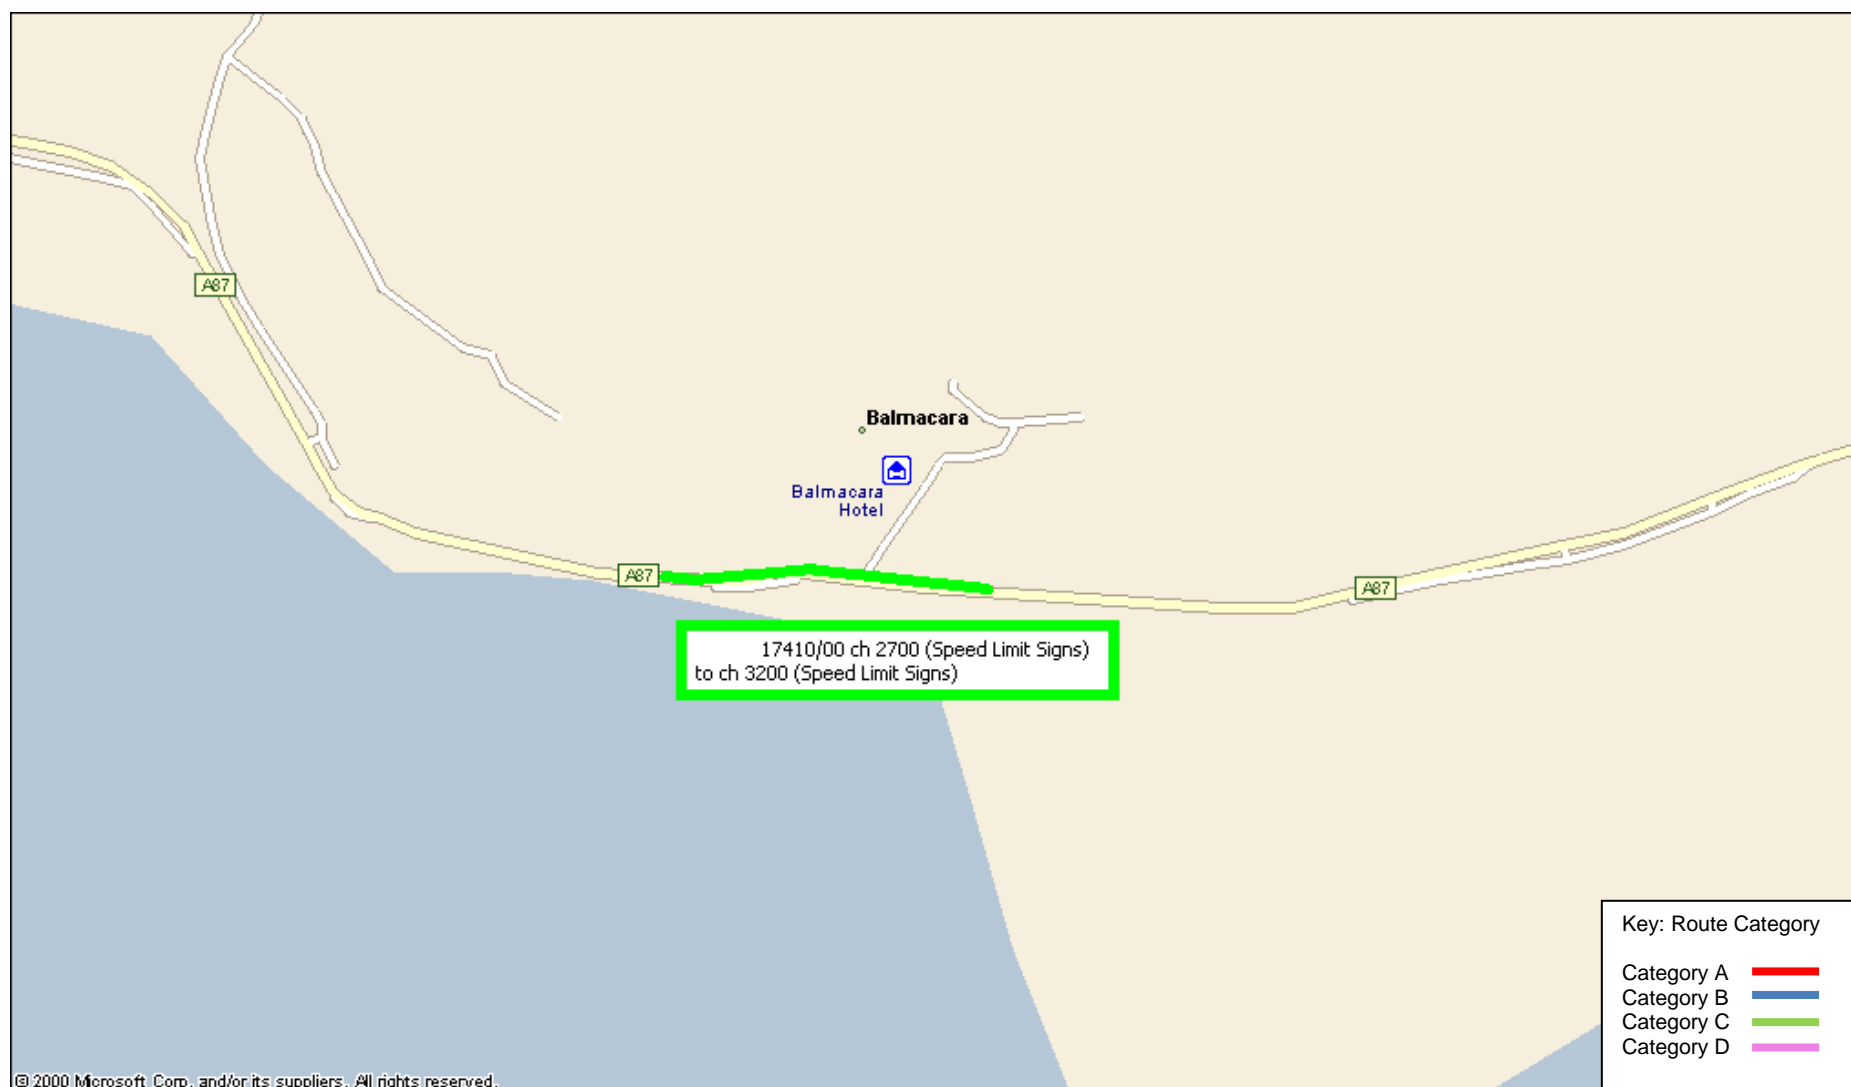 A87
Balmacara
Balmacara
Hotel
A87
A87
17410/00 ch 2700 (Speed Limit Signs)
to ch 3200 (Speed Limit Signs)
Key: Route Category
Category A
Category B
Category C
Category D
© 2000 Microsoft Corp. and/or its suppliers. All rights reserved.